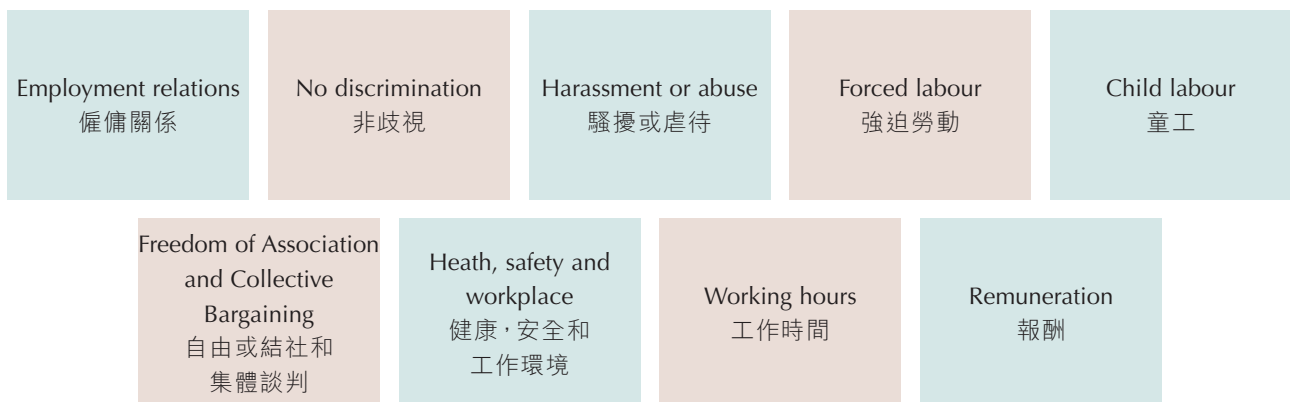 Employment relations
僱傭關係
No discrimination
非歧視
Harassment or abuse
騷擾或虐待
Forced labour
強迫勞動
Child labour
童工
Freedom of Association
and Collective
Bargaining
自由或結社和
集體談判
Heath, safety and
workplace
健康，安全和
工作環境
Working hours
工作時間
Remuneration
報酬